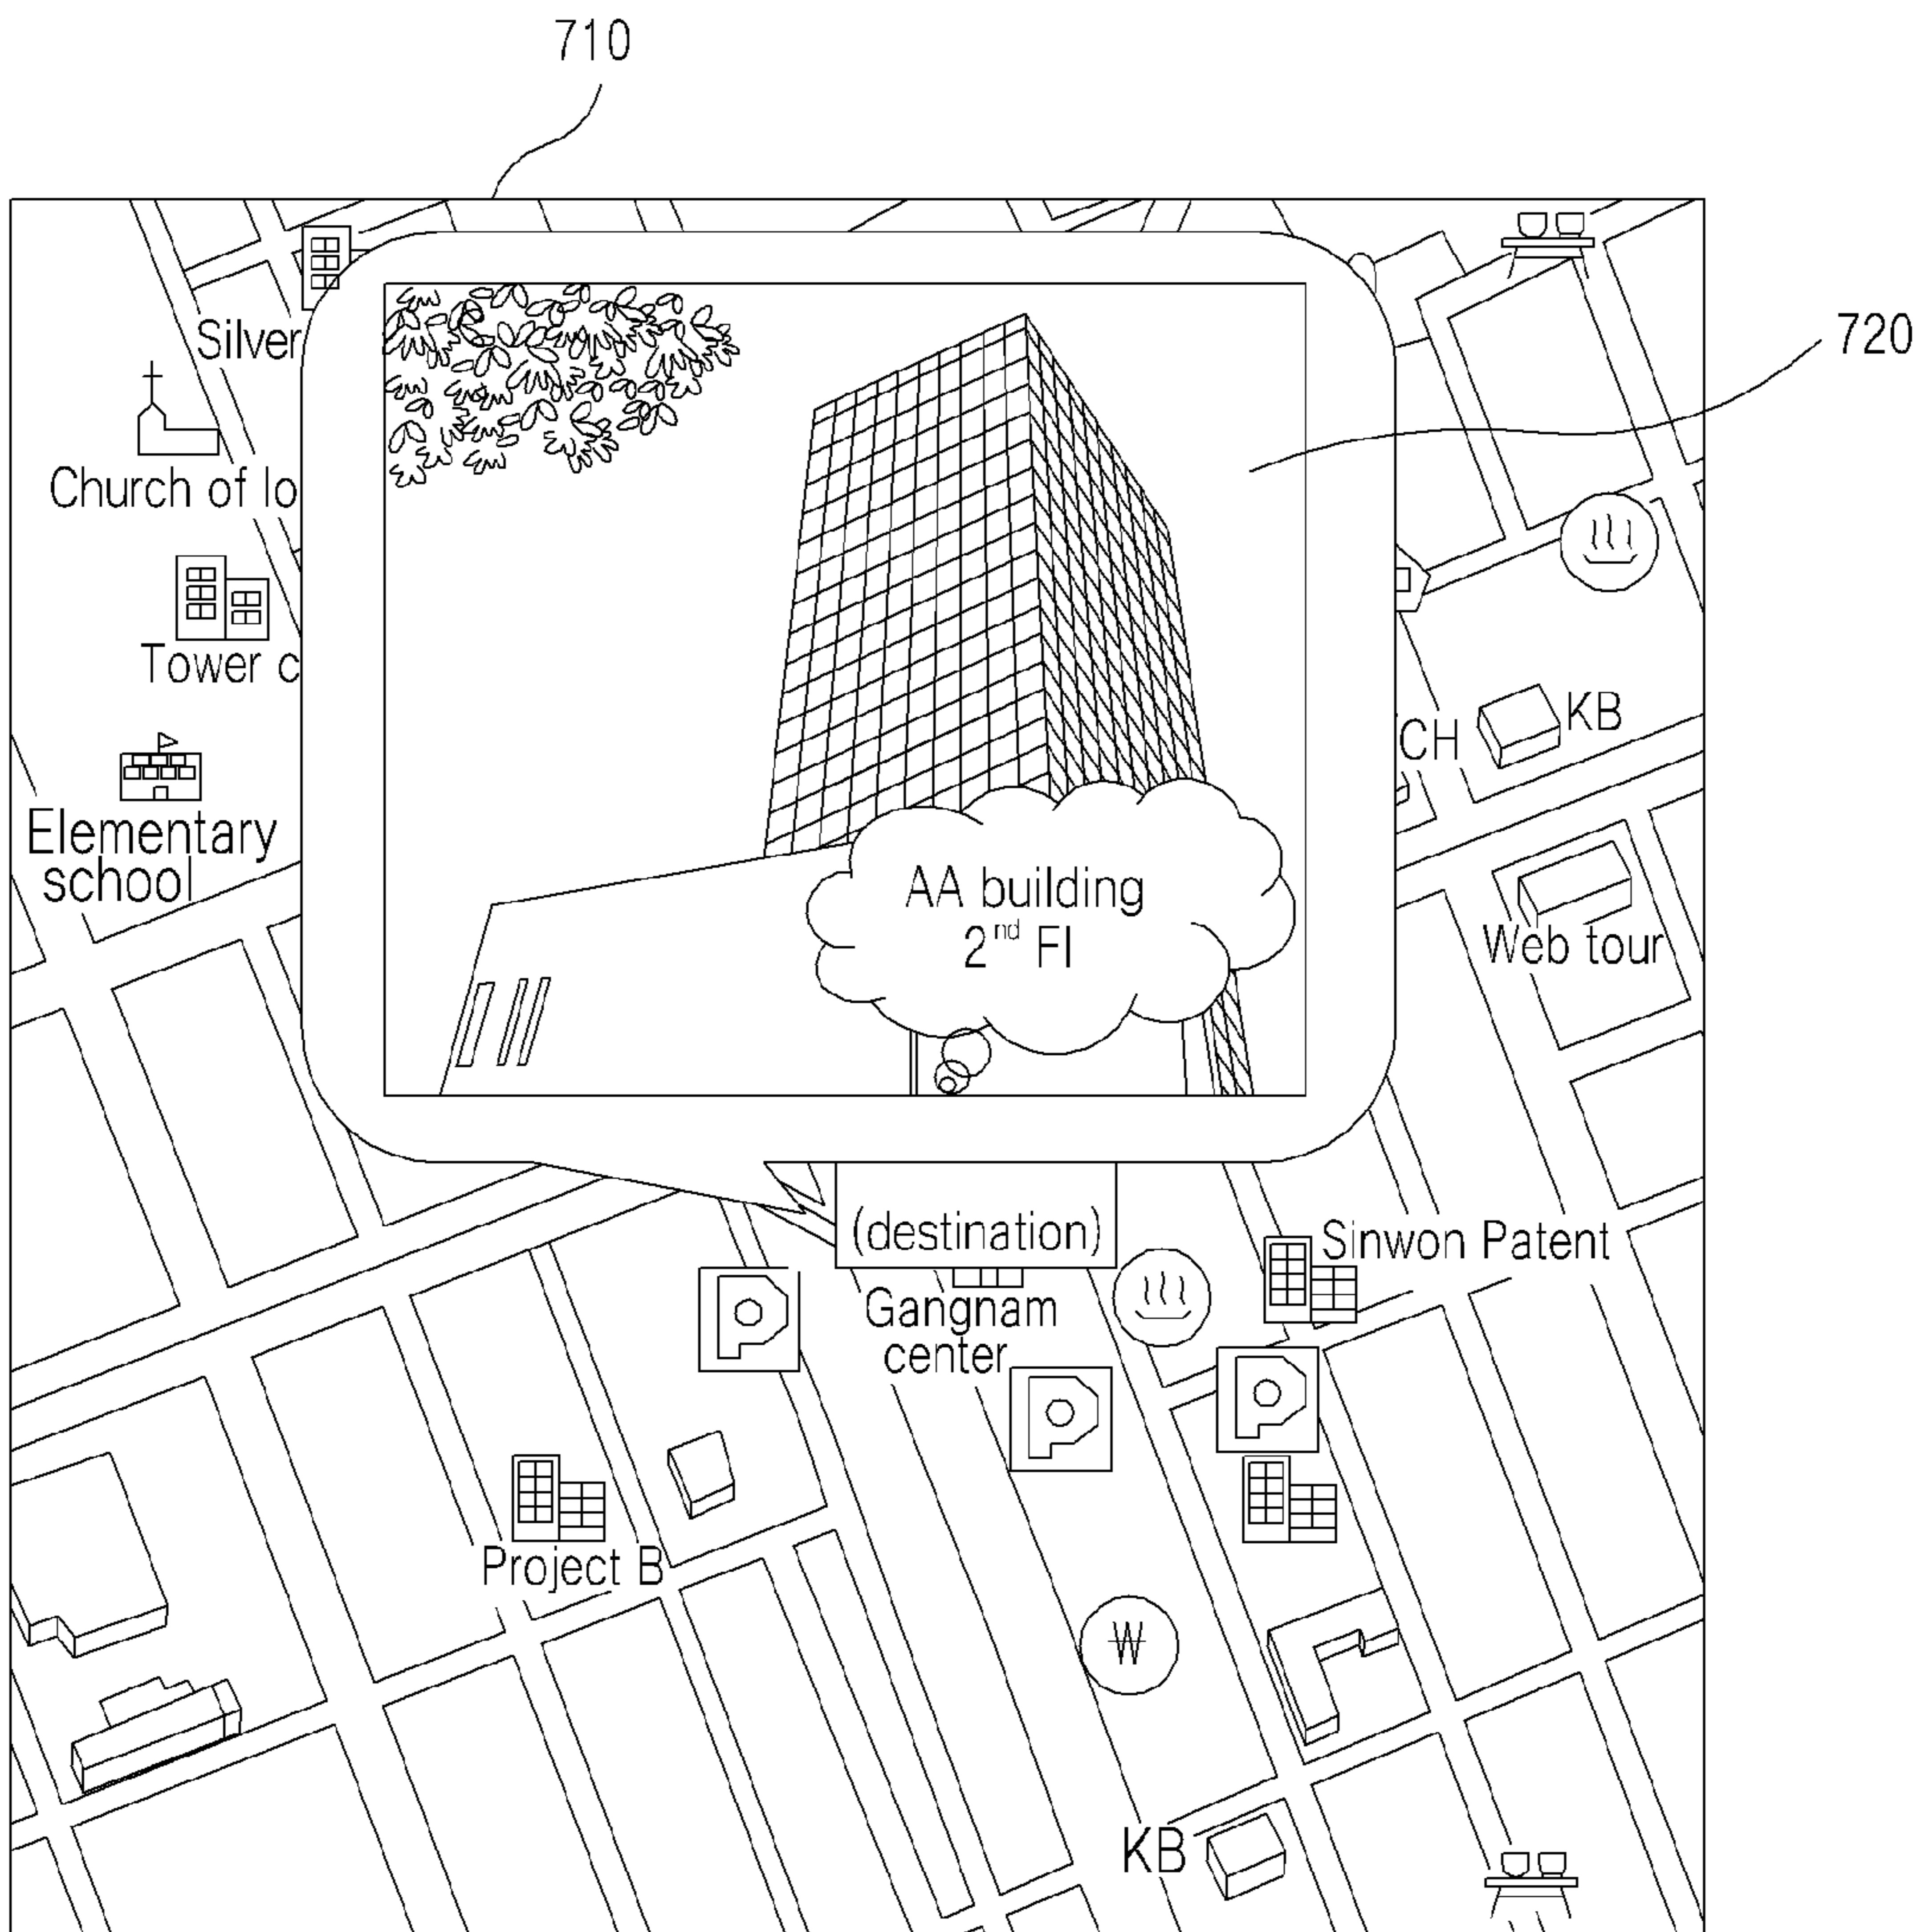 710
720
Silver
Church of lo
Tower c
Elementary
school
CH
KB
Web tour
AA building
2nd Fl
(destination)
Gangnam
center
Sinwon Patent
P
P
P
Project B
₩
KB